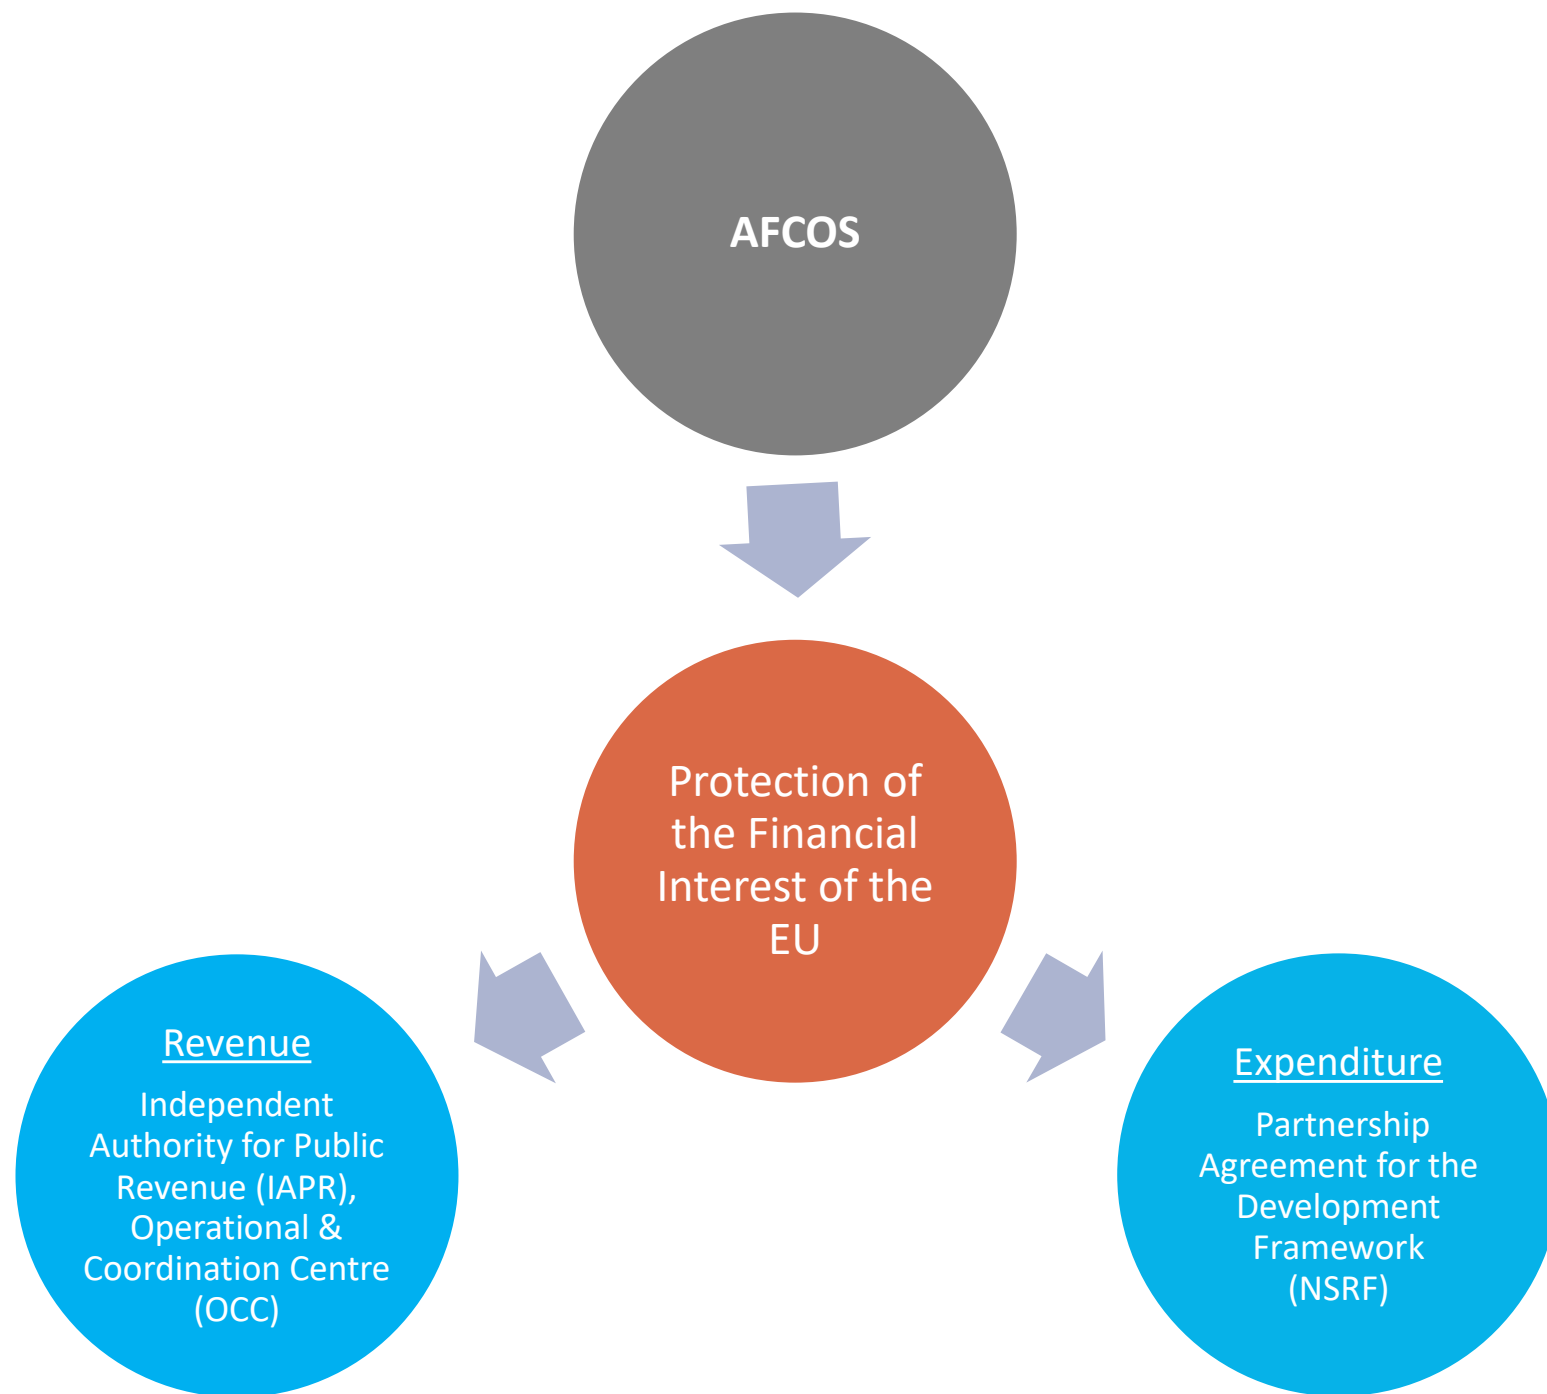 AFCOS
Protection of
the Financial
Interest of the
EU
Revenue
Independent
Authority for Public
Revenue (IAPR),
Operational &
Coordination Centre
(OCC)
Expenditure
Partnership
Agreement for the
Development
Framework
(NSRF)